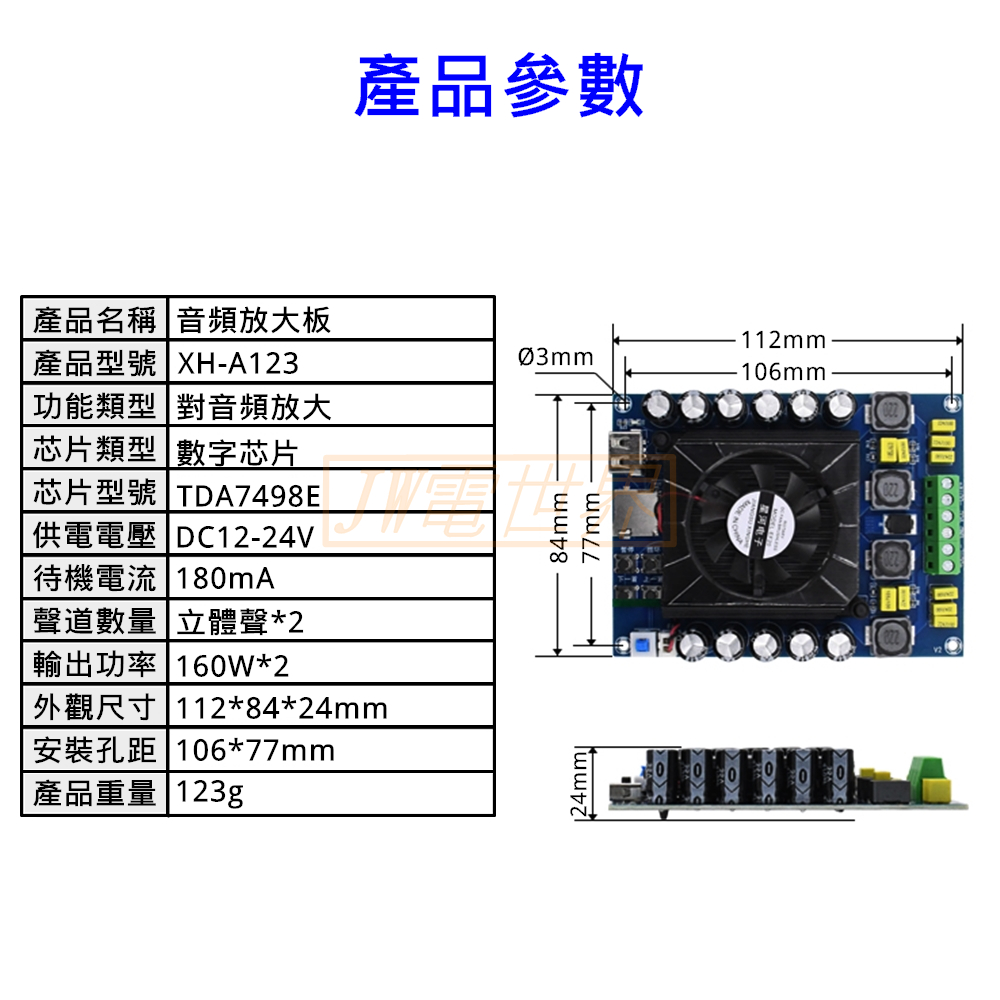 產品參數
產品名稱 音頻放大板
產品型號 XH-A123
功能類型 對音頻放大
芯片類型 數字芯片
芯片型號 TDA7498E
供電電壓 DC12-24V
待機電流 180mA
聲道數量 立體聲*2
輸出功率 160W*2
外觀尺寸 112*84*24mm
安裝孔距 106*77mm
產品重量 123g
JW電世界
112mm
Ø3mm
106mm
84mm
77mm
220
220
220
220
V2
24mm